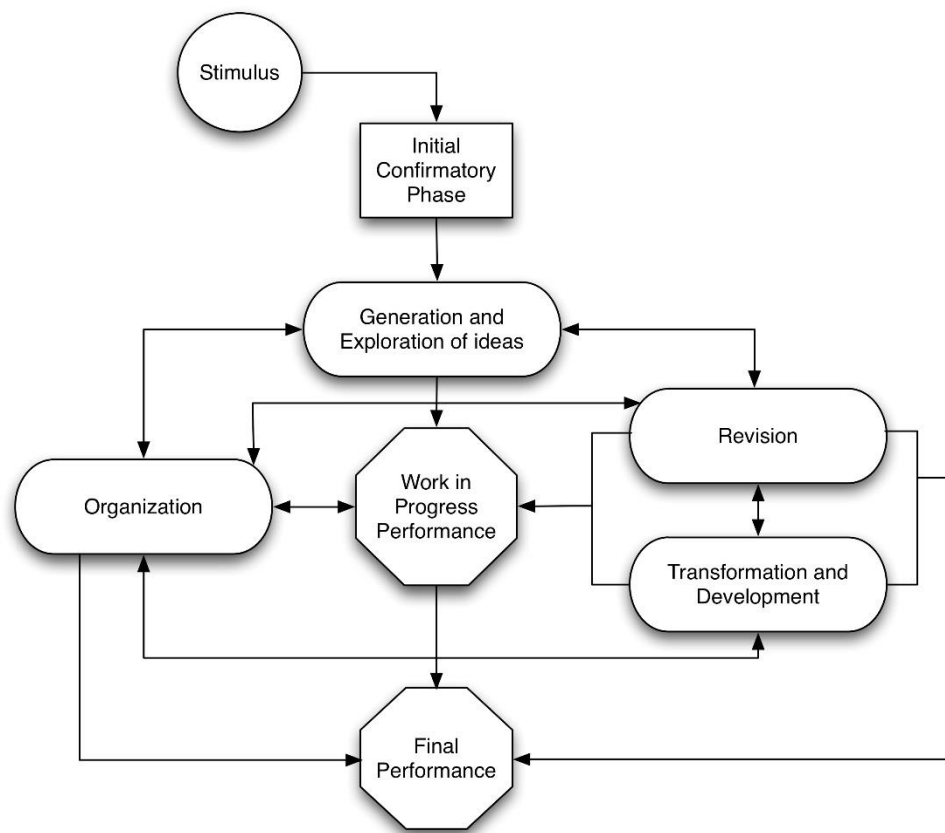 Stimulus
Initial
Confirmatory
Phase
Generation and
Exploration of ideas
Revision
Work in
Progress
Performance
Organization
Transformation and
Development
Final
Performance